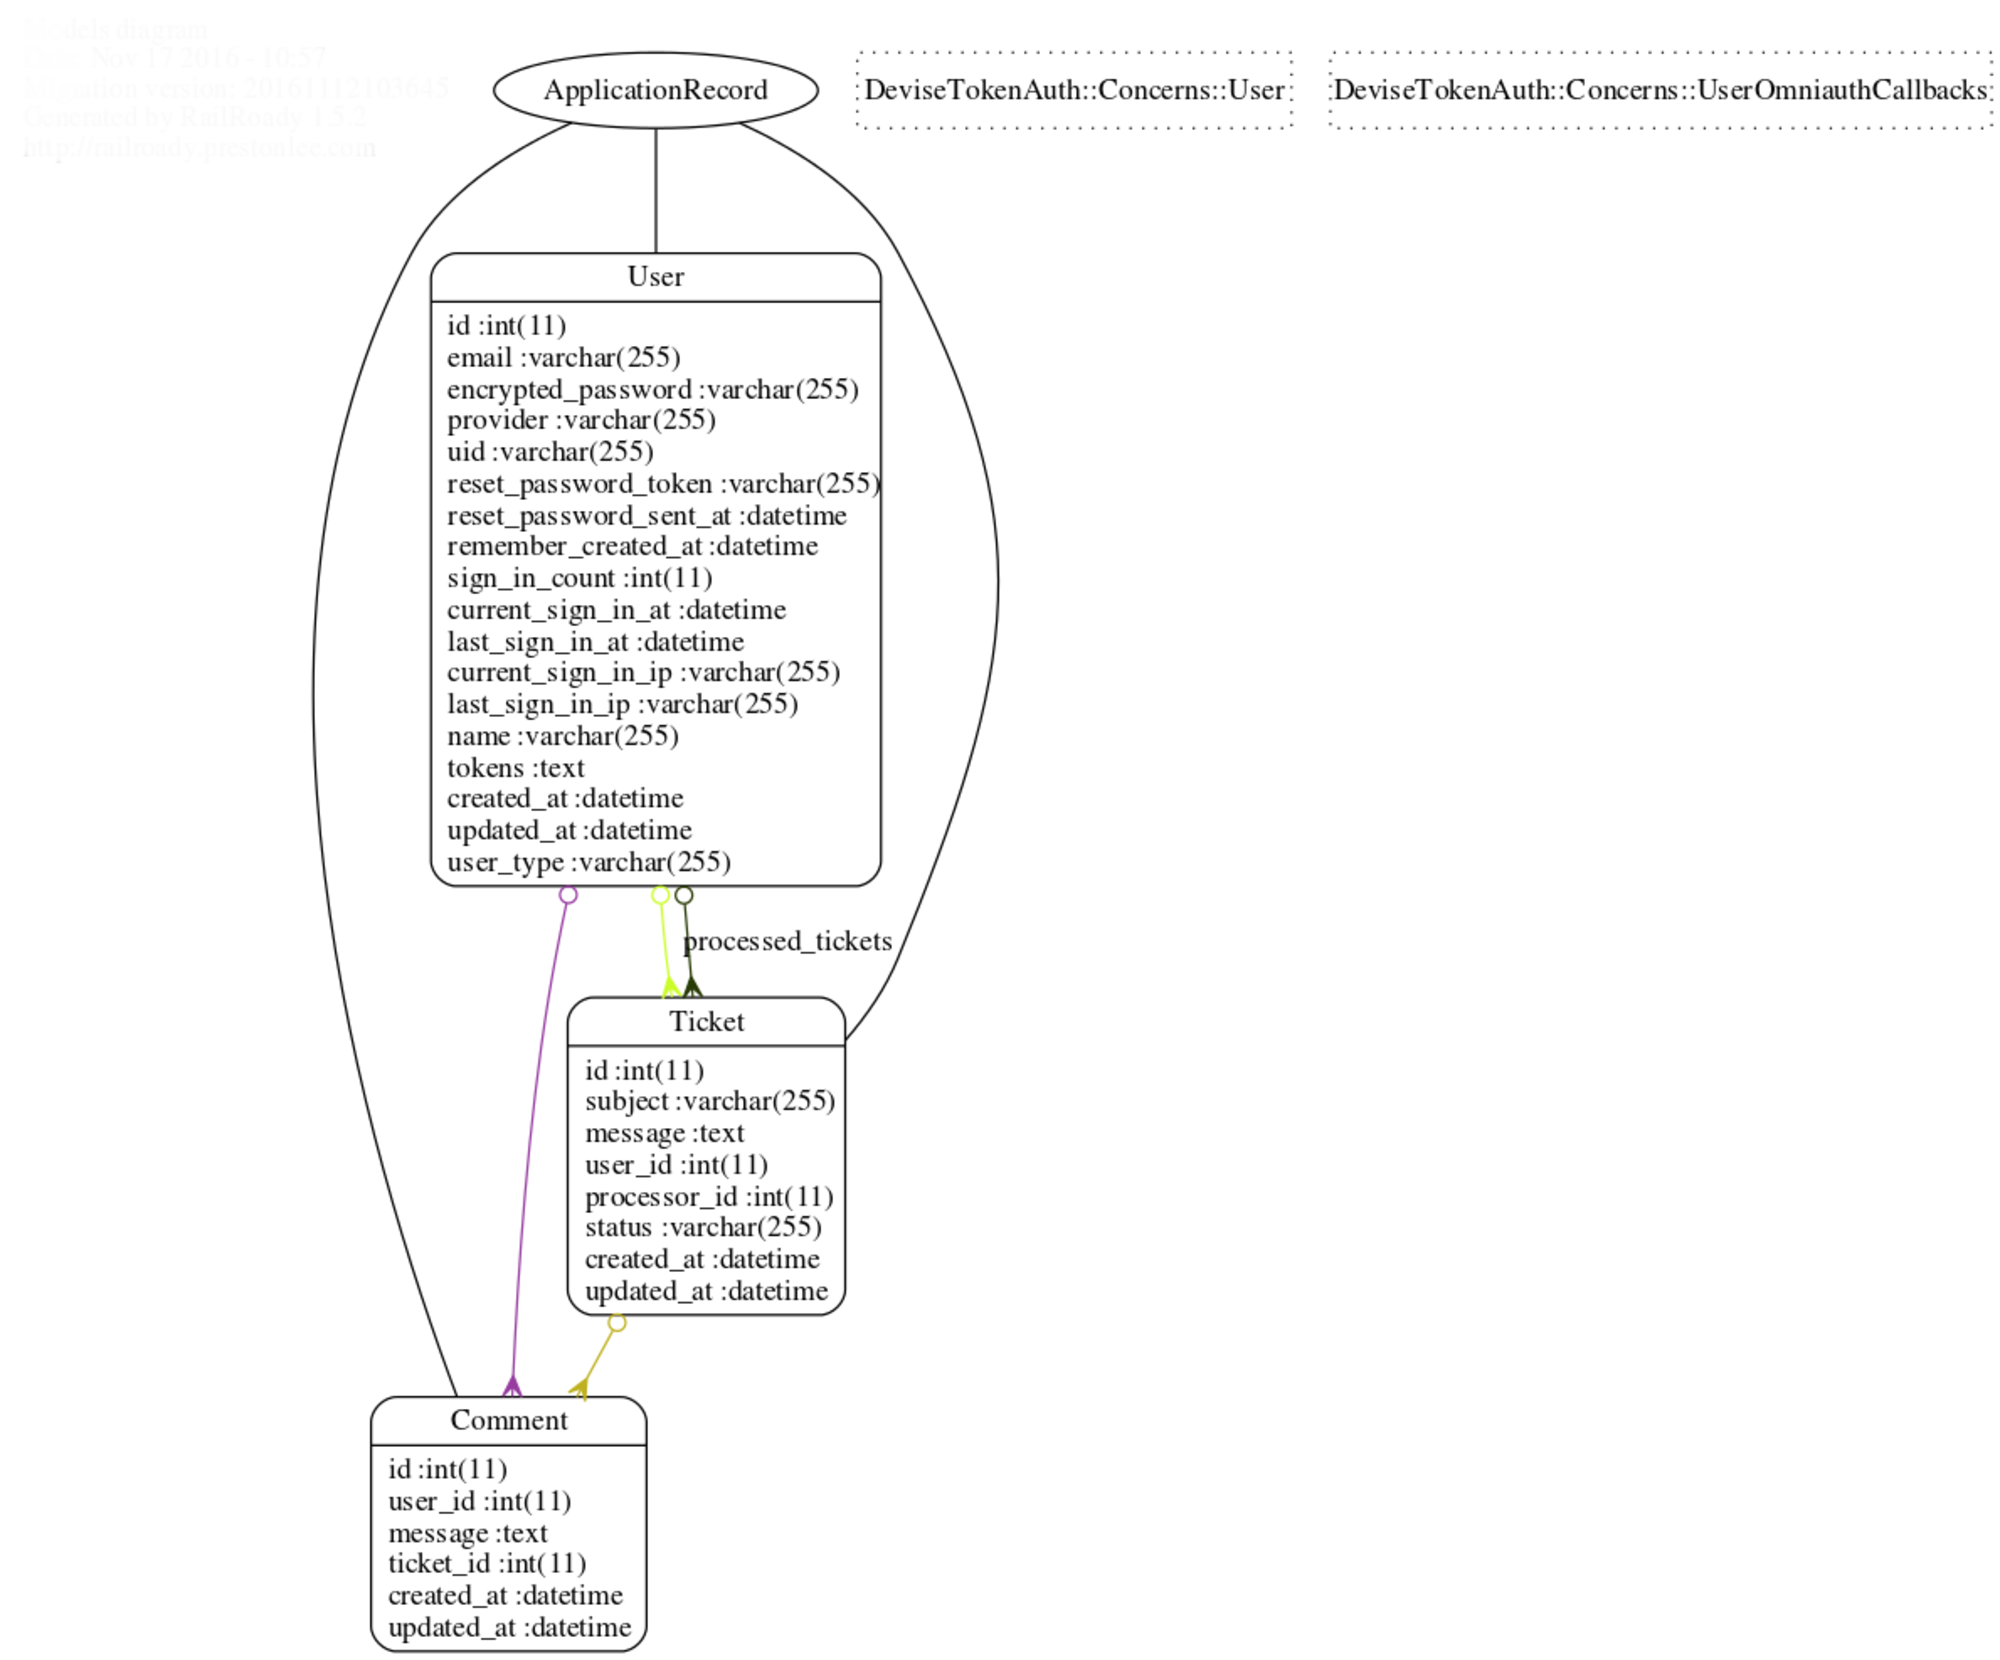 Models diagram
Date: Nov 17 2016 - 10:57
Migration version: 20161112103645
Generated by RailRoady 1.5.2
http://railroady.prestonlee.com
ApplicationRecord
DeviseTokenAuth::Concerns::User
DeviseTokenAuth::Concerns::UserOmniauthCallbacks
User
id :int(11)
email :varchar(255)
encrypted_password :varchar(255)
provider :varchar(255)
uid :varchar(255)
reset_password_token :varchar(255)
reset_password_sent_at :datetime
remember_created_at :datetime
sign_in_count :int(11)
current_sign_in_at :datetime
last_sign_in_at :datetime
current_sign_in_ip :varchar(255)
last_sign_in_ip :varchar(255)
name :varchar(255)
tokens :text
created_at :datetime
updated_at :datetime
user_type :varchar(255)
processed_tickets
Ticket
id :int(11)
subject :varchar(255)
message :text
user_id :int(11)
processor_id :int(11)
status :varchar(255)
created_at :datetime
updated_at :datetime
Comment
id :int(11)
user_id :int(11)
message :text
ticket_id :int(11)
created_at :datetime
updated_at :datetime